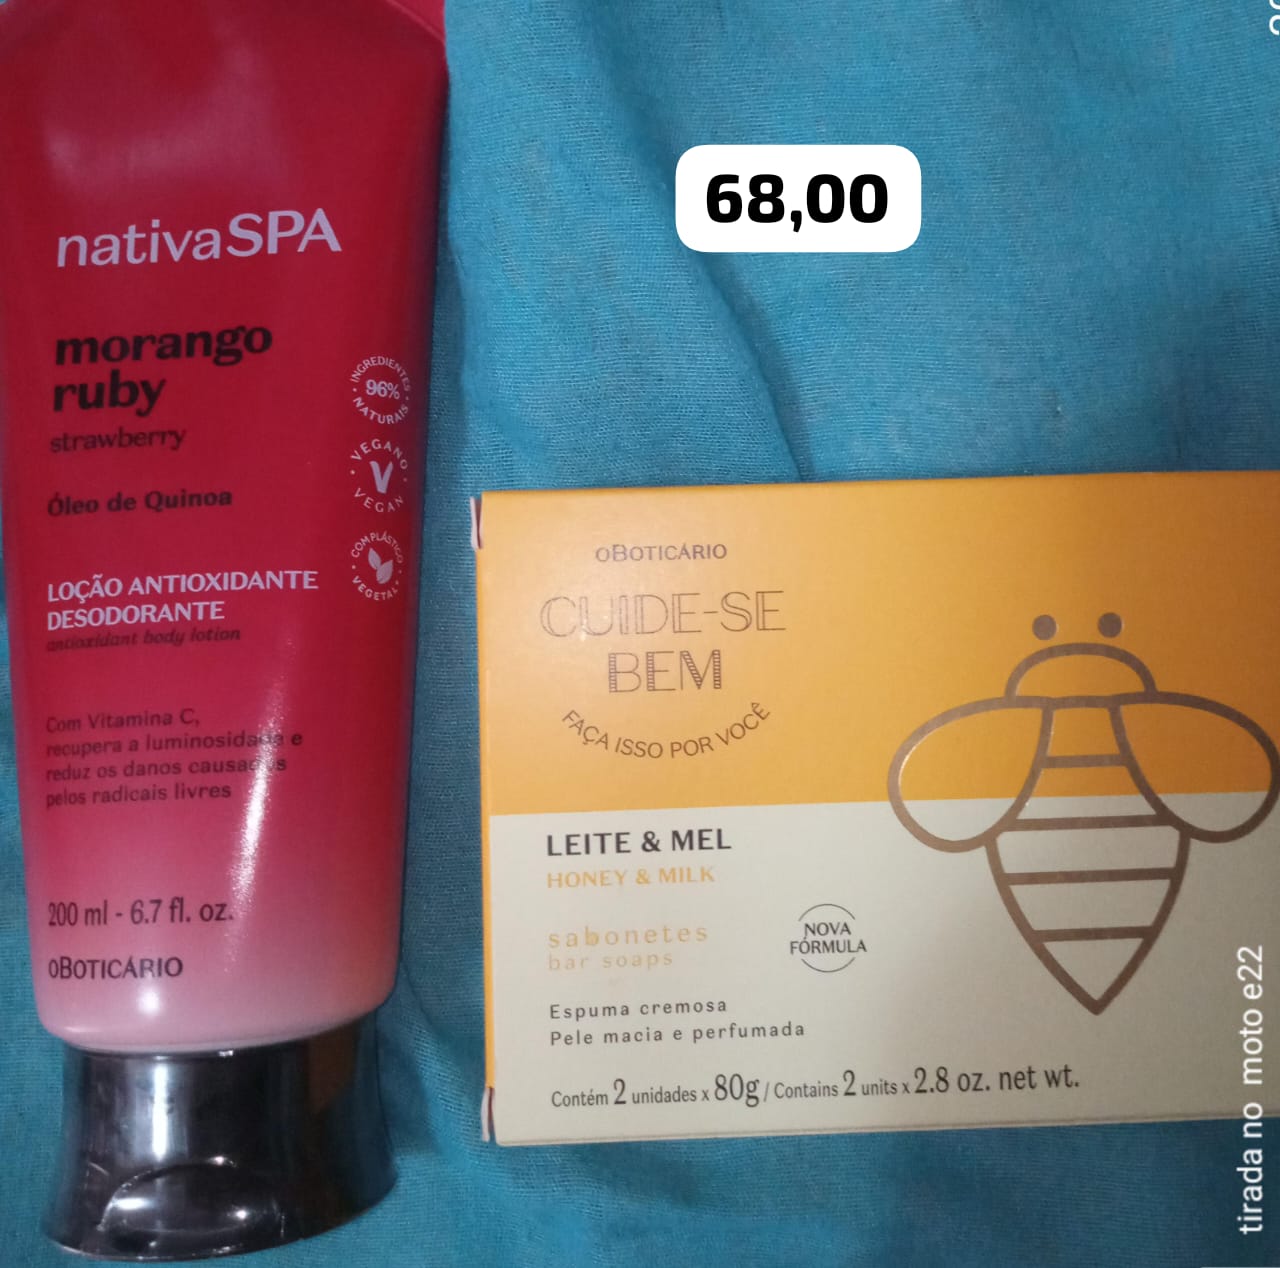 nativaSPA
morango
ruby
strawberry
Óleo de Quinoa
LOÇÃO ANTIOXIDANTE
DESODORANTE
antioxidant body lotion
Com Vitamina C,
recupera a luminosidade e
reduz os danos causados
pelos radicais livres
200 ml - 6.7 fl. oz.
oBOTICÁRIO
INGREDIENTES
96%
NATURAIS
VEGANO
V
VEGAN
COM PLÁSTICO
VEGETAL
68,00
oBOTICÁRIO
CUIDE-SE
BEM
FAÇA ISSO POR VOCÊ
LEITE & MEL
HONEY & MILK
sabonetes
bar soaps
NOVA
FÓRMULA
Espuma cremosa
Pele macia e perfumada
Contém 2 unidades x 80g / Contains 2 units x 2.8 oz. net wt.
tirada no moto e22